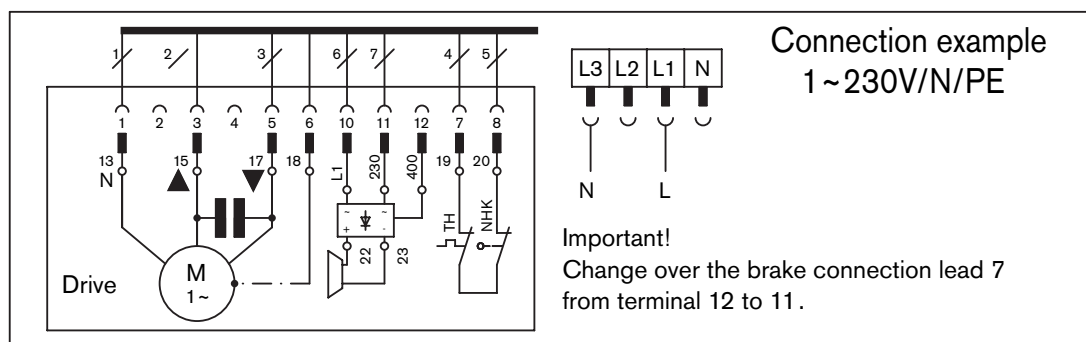 1 2 3 6 7 4 5
1 2 3 4 5 6 10 11 12 7 8
13 15 17 18 L1 230 400 19 20
N
TH NHK
~ ~
+ -
22 23
M
1~
Drive
L3 L2 L1 N
N L
Connection example
1~230V/N/PE
Important!
Change over the brake connection lead 7
from terminal 12 to 11.